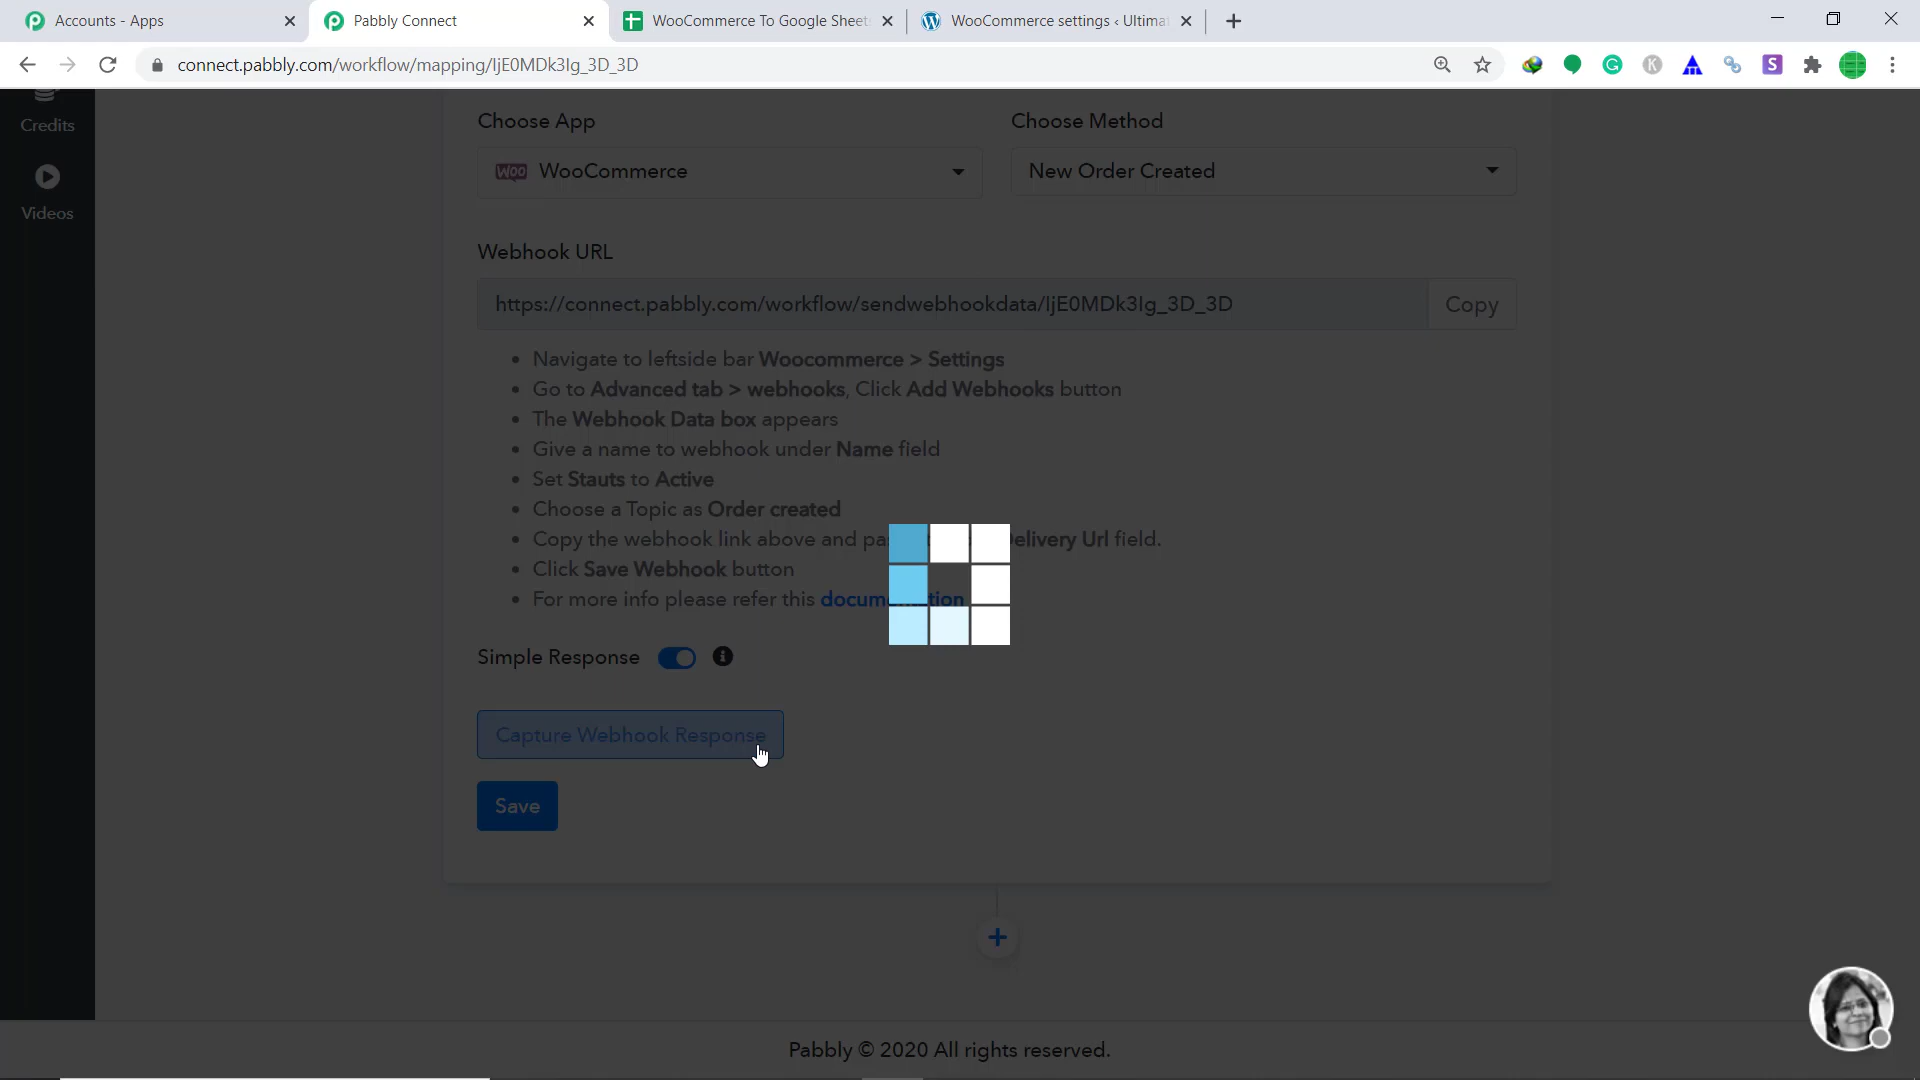 Accounts - Apps
Pabbly Connect
WooCommerce To Google Sheet
WooCommerce settings ‹ Ultima
connect.pabbly.com/workflow/mapping/IjE0MDk3Ig_3D_3D
Credits
Videos
Choose App
Choose Method
Woo WooCommerce
New Order Created
Webhook URL
https://connect.pabbly.com/workflow/sendwebhookdata/IjE0MDk3Ig_3D_3D
Copy
• Navigate to leftside bar Woocommerce > Settings
• Go to Advanced tab > webhooks, Click Add Webhooks button
• The Webhook Data box appears
• Give a name to webhook under Name field
• Set Stauts to Active
• Choose a Topic as Order created
• Copy the webhook link above and elivery Url field.
• Click Save Webhook button
• For more info please refer this docum tion
Simple Response
Capture Webhook Response
Save
Pabbly © 2020 All rights reserved.